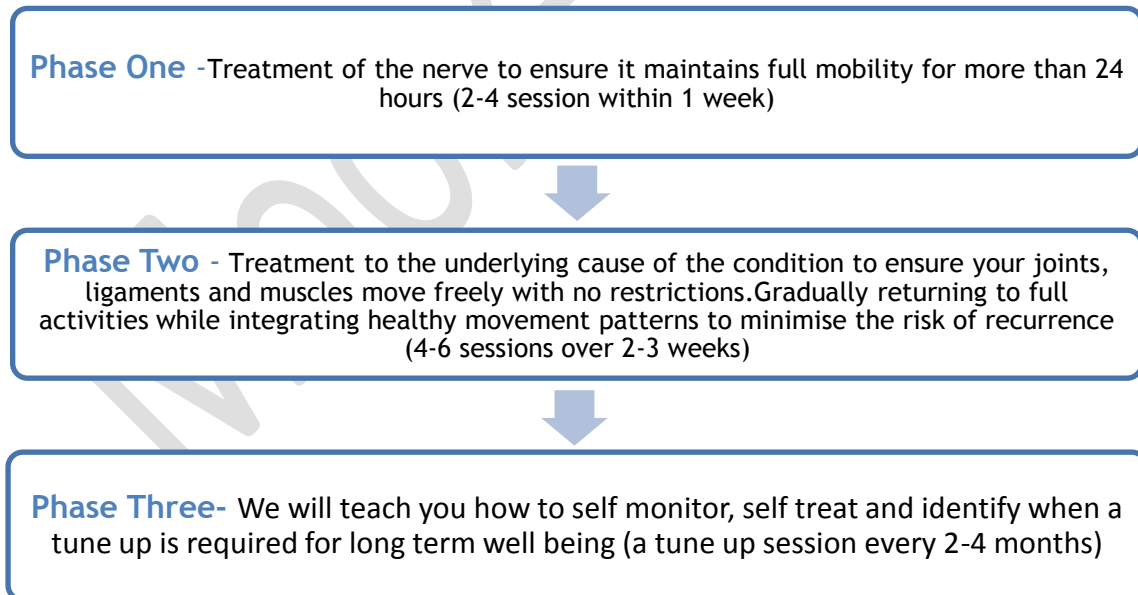 Phase One -Treatment of the nerve to ensure it maintains full mobility for more than 24
hours (2-4 session within 1 week)
Phase Two - Treatment to the underlying cause of the condition to ensure your joints,
ligaments and muscles move freely with no restrictions.Gradually returning to full
activities while integrating healthy movement patterns to minimise the risk of recurrence
(4-6 sessions over 2-3 weeks)
Phase Three- We will teach you how to self monitor, self treat and identify when a
tune up is required for long term well being (a tune up session every 2-4 months)